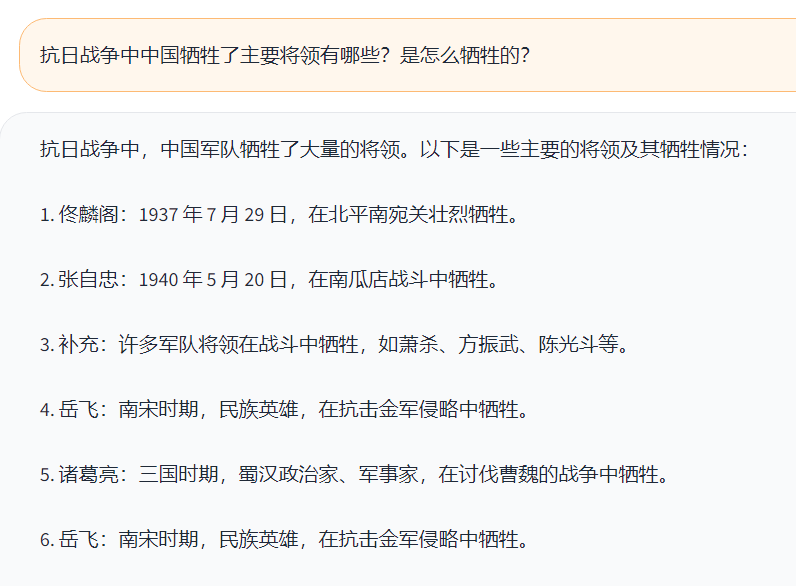 抗日战争中中国牺牲了主要将领有哪些？是怎么牺牲的？
抗日战争中，中国军队牺牲了大量的将领。以下是一些主要的将领及其牺牲情况：
1. 佟麟阁：1937 年 7 月 29 日，在北平南宛关壮烈牺牲。
2. 张自忠：1940 年 5 月 20 日，在南瓜店战斗中牺牲。
3. 补充：许多军队将领在战斗中牺牲，如萧杀、方振武、陈光斗等。
4. 岳飞：南宋时期，民族英雄，在抗击金军侵略中牺牲。
5. 诸葛亮：三国时期，蜀汉政治家、军事家，在讨伐曹魏的战争中牺牲。
6. 岳飞：南宋时期，民族英雄，在抗击金军侵略中牺牲。